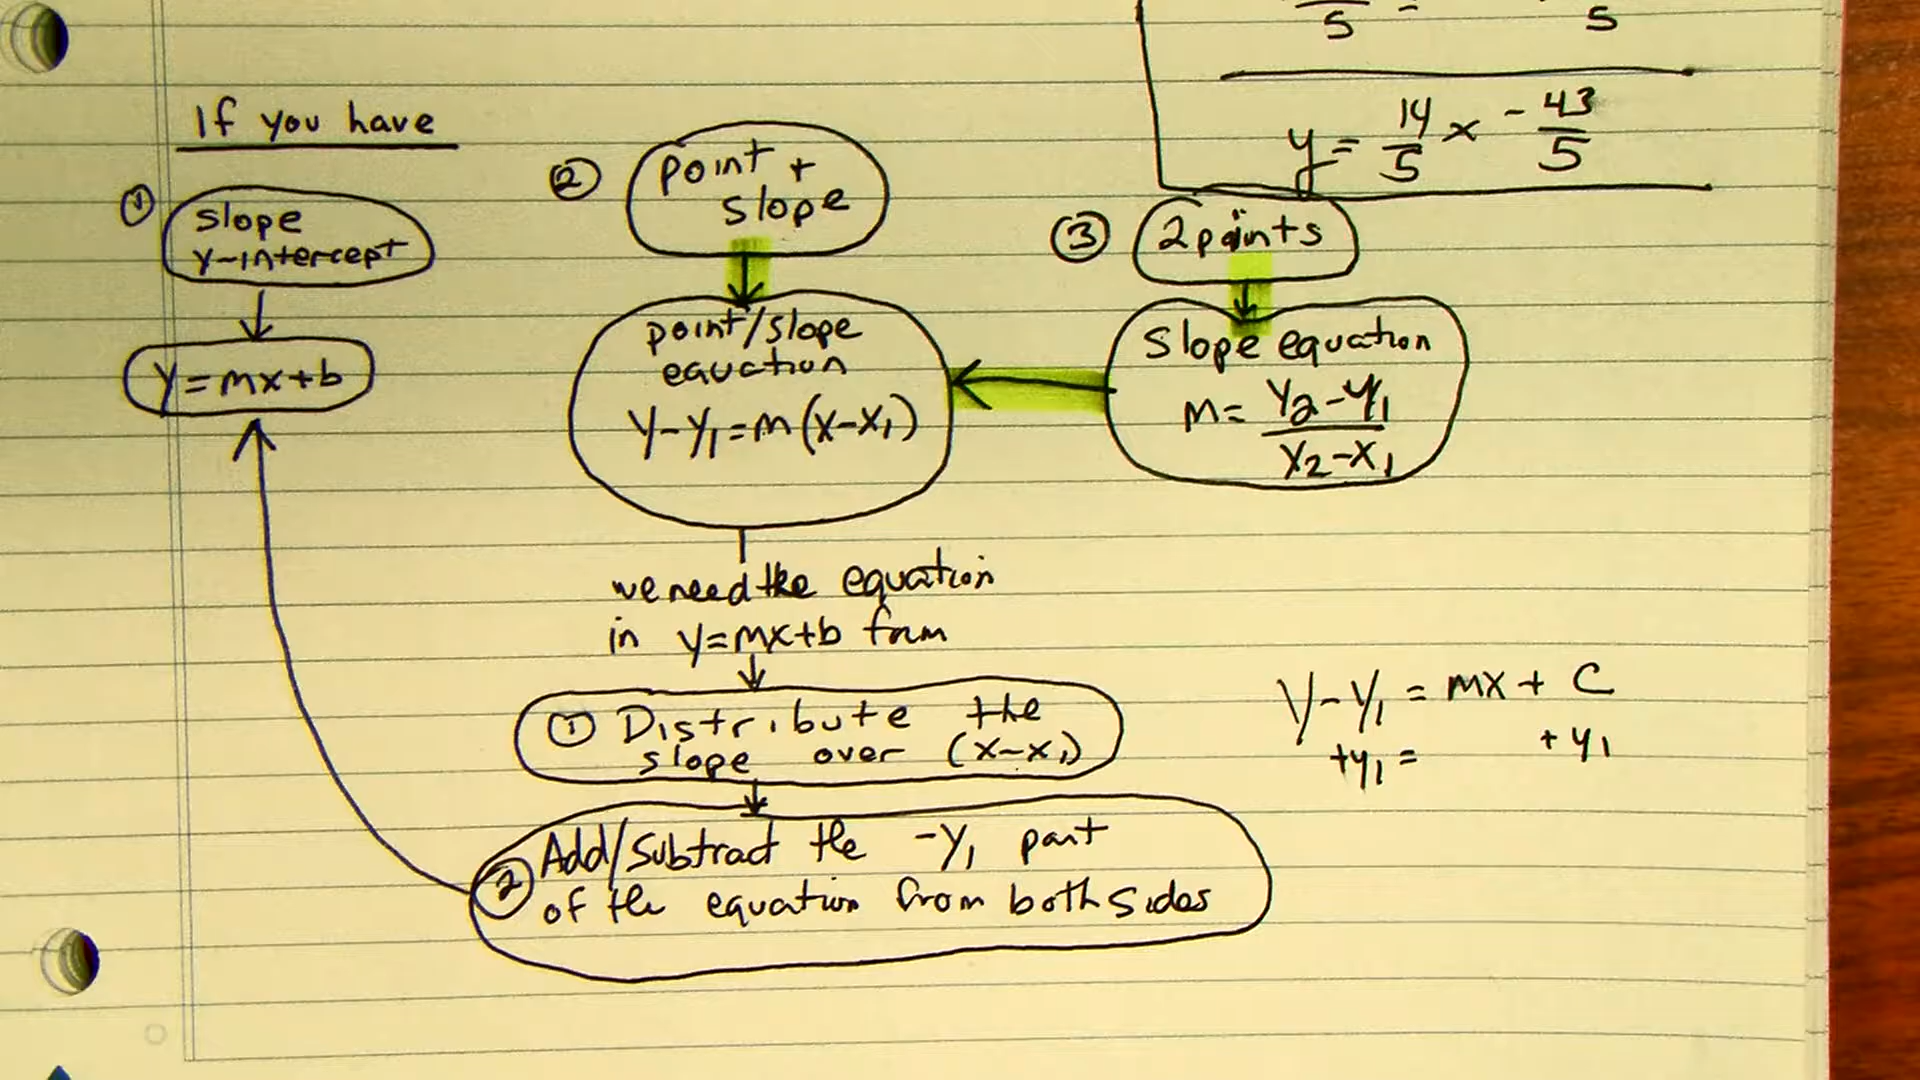 5 = 5
y = 14/5 x - 43/5
If you have
① slope
y-intercept
y=mx+b
② point +
slope
point/slope
equation
y-y₁=m(x-x₁)
③ 2 points
Slope equation
M= y₂-y₁
x₂-x₁
we need the equation
in y=mx+b form
① Distribute the
slope over (x-x₁)
② Add/subtract the -y₁ part
of the equation from both sides
y-y₁ = mx + C
+y₁ = +y₁